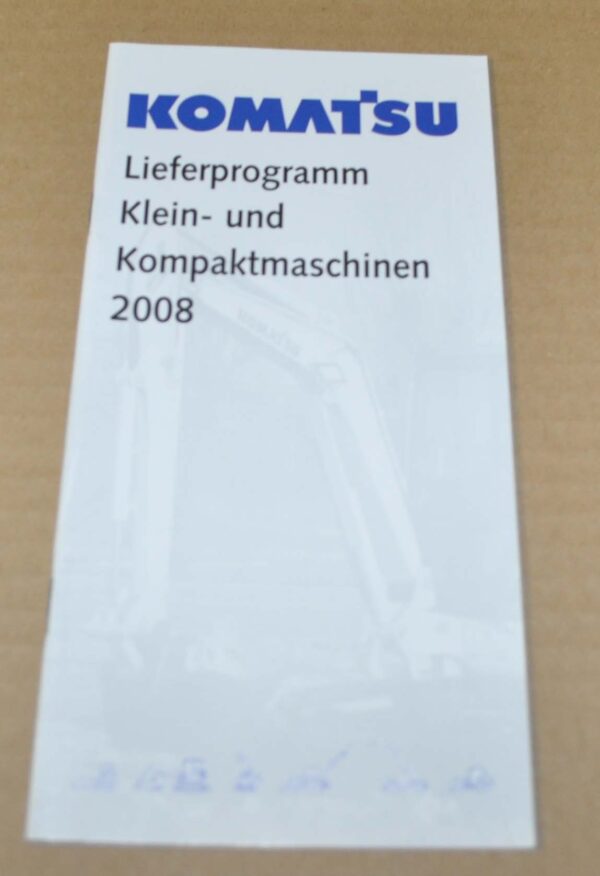 KOMATSU
Lieferprogramm
Klein- und
Kompaktmaschinen
2008